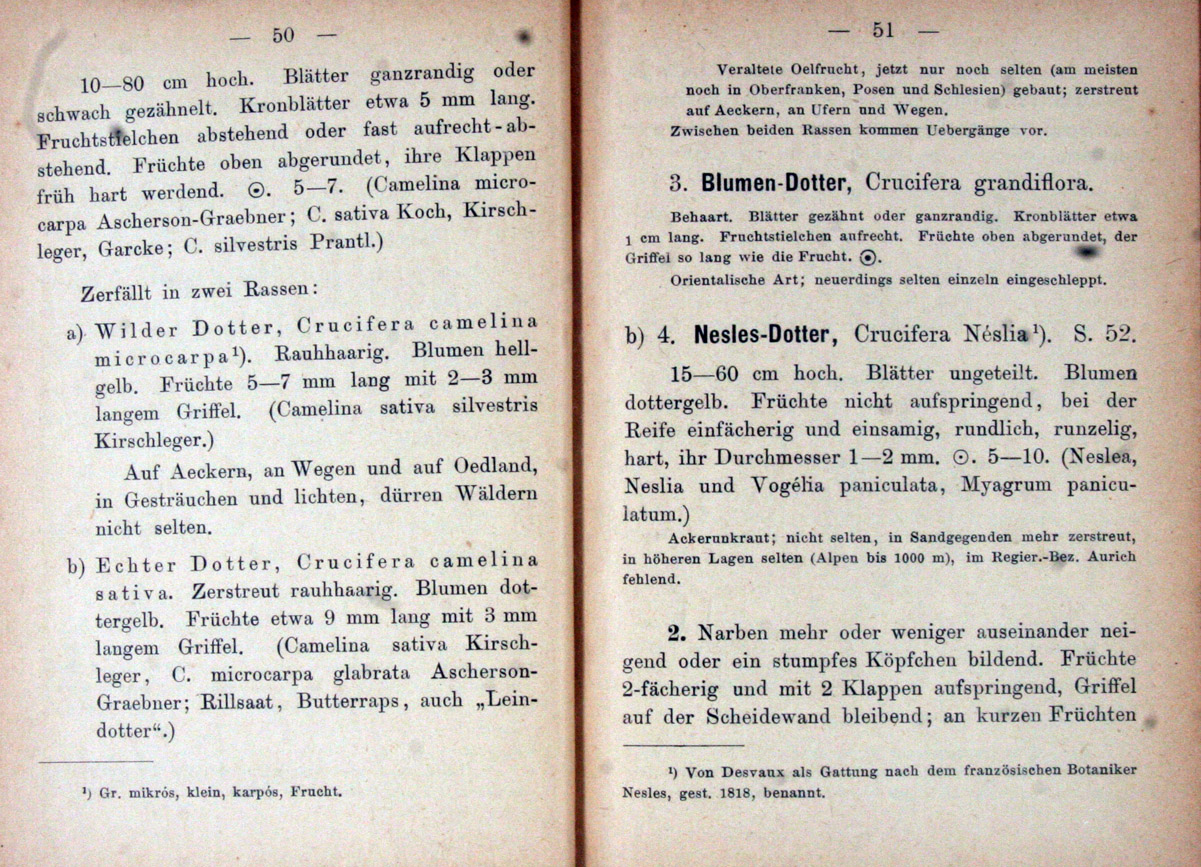 — 50 —
10—80 cm hoch. Blätter ganzrandig oder
schwach gezähnelt. Kronblätter etwa 5 mm lang.
Fruchtstielchen abstehend oder fast aufrecht-ab-
stehend. Früchte oben abgerundet, ihre Klappen
früh hart werdend. ⊙. 5—7. (Camelina micro-
carpa Ascherson-Graebner; C. sativa Koch, Kirsch-
leger, Garcke; C. silvestris Prantl.)
Zerfällt in zwei Rassen:
a) Wilder Dotter, Crucifera camelina
microcarpa¹). Rauhhaarig. Blumen hell-
gelb. Früchte 5—7 mm lang mit 2—3 mm
langem Griffel. (Camelina sativa silvestris
Kirschleger.)
Auf Aeckern, an Wegen und auf Oedland,
in Gesträuchen und lichten, dürren Wäldern
nicht selten.
b) Echter Dotter, Crucifera camelina
sativa. Zerstreut rauhhaarig. Blumen dot-
tergelb. Früchte etwa 9 mm lang mit 3 mm
langem Griffel. (Camelina sativa Kirsch-
leger, C. microcarpa glabrata Ascherson-
Graebner; Rillsaat, Butterraps, auch „Lein-
dotter“.)
¹) Gr. mikrós, klein, karpós, Frucht.
— 51 —
Veraltete Oelfrucht, jetzt nur noch selten (am meisten
noch in Oberfranken, Posen und Schlesien) gebaut; zerstreut
auf Aeckern, an Ufern und Wegen.
Zwischen beiden Rassen kommen Uebergänge vor.
3. Blumen-Dotter, Crucifera grandiflora.
Behaart. Blätter gezähnt oder ganzrandig. Kronblätter etwa
1 cm lang. Fruchtstielchen aufrecht. Früchte oben abgerundet, der
Griffel so lang wie die Frucht. ⊙.
Orientalische Art; neuerdings selten einzeln eingeschleppt.
b) 4. Nesles-Dotter, Crucifera Néslia¹). S. 52.
15—60 cm hoch. Blätter ungeteilt. Blumen
dottergelb. Früchte nicht aufspringend, bei der
Reife einfächerig und einsamig, rundlich, runzelig,
hart, ihr Durchmesser 1—2 mm. ⊙. 5—10. (Neslea,
Neslia und Vogélia paniculata, Myagrum panicu-
latum.)
Ackerunkraut; nicht selten, in Sandgegenden mehr zerstreut,
in höheren Lagen selten (Alpen bis 1000 m), im Regier.-Bez. Aurich
fehlend.
2. Narben mehr oder weniger auseinander nei-
gend oder ein stumpfes Köpfchen bildend. Früchte
2-fächerig und mit 2 Klappen aufspringend, Griffel
auf der Scheidewand bleibend; an kurzen Früchten
¹) Von Desvaux als Gattung nach dem französischen Botaniker
Nesles, gest. 1818, benannt.